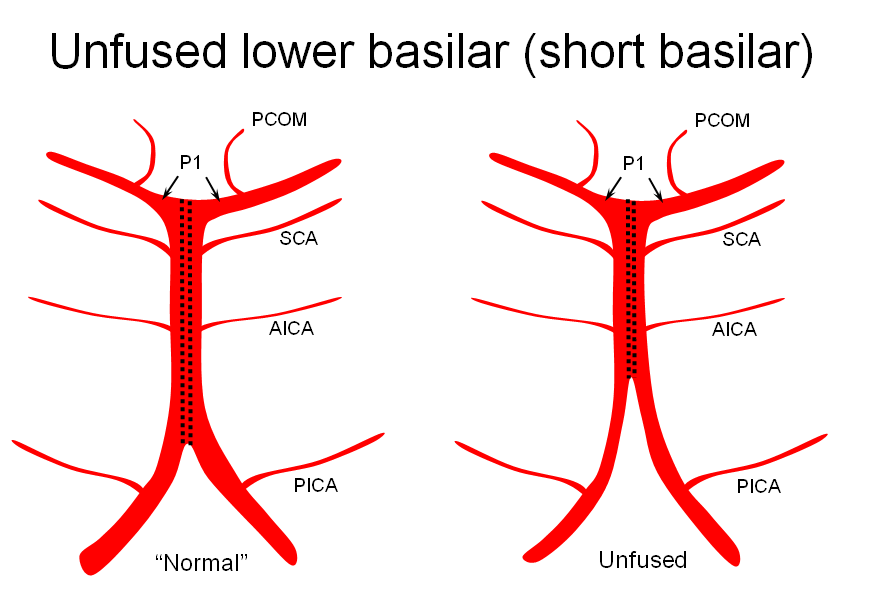 Unfused lower basilar (short basilar)
PCOM
P1
SCA
AICA
PICA
“Normal”
PCOM
P1
SCA
AICA
PICA
Unfused